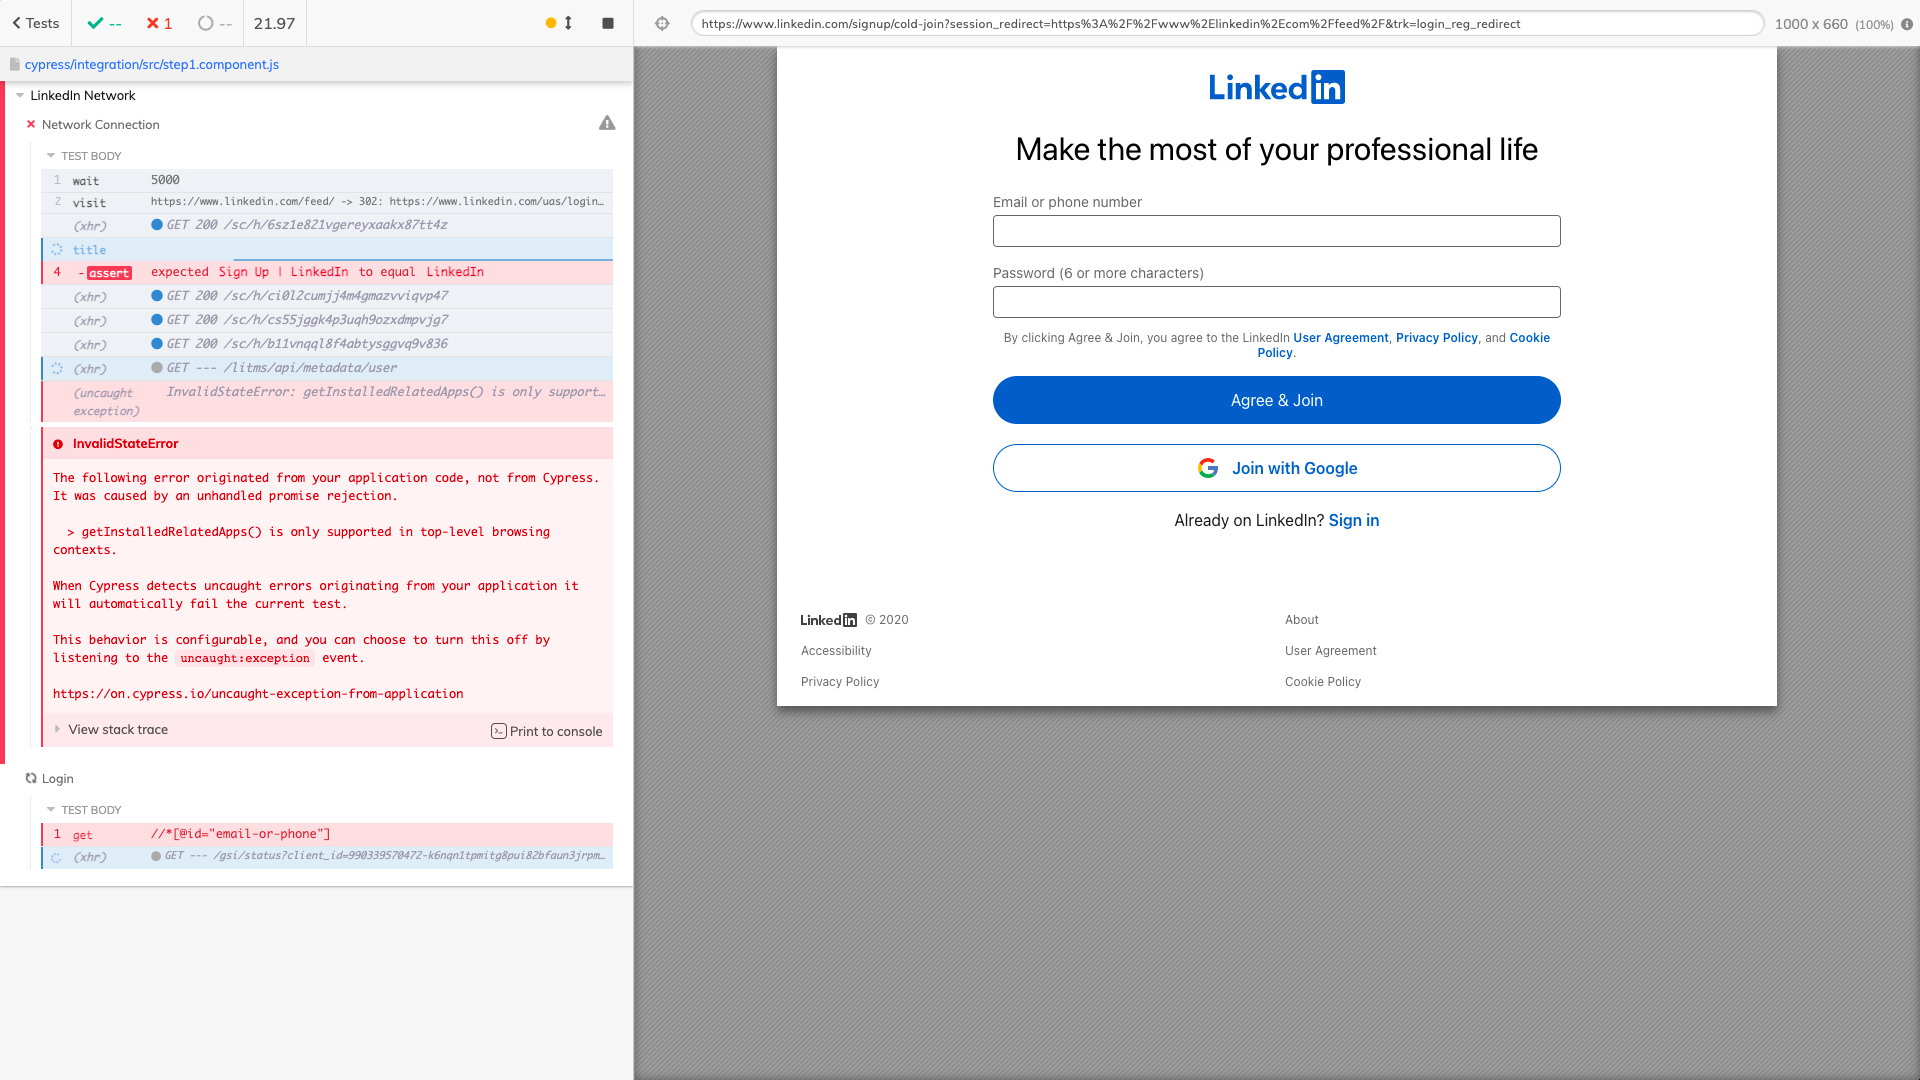 Tests
--
1
--
21.97
https://www.linkedin.com/signup/cold-join?session_redirect=https%3A%2F%2Fwww%2Elinkedin%2Ecom%2Ffeed%2F&trk=login_reg_redirect
1000 x 660 (100%)
cypress/integration/src/step1.component.js
LinkedIn Network
Network Connection
TEST BODY
1 wait 5000
2 visit https://www.linkedin.com/feed/ -> 302: https://www.linkedin.com/uas/login…
(xhr) GET 200 /sc/h/6sz1e821vgereyxaakx87tt4z
title
4 -assert expected Sign Up | LinkedIn to equal LinkedIn
(xhr) GET 200 /sc/h/ci0l2cumjj4m4gmazvviqvp47
(xhr) GET 200 /sc/h/cs55jggk4p3uqh9ozxdmpvjg7
(xhr) GET 200 /sc/h/b11vnqql8f4abtysggvq9v836
(xhr) GET --- /litms/api/metadata/user
(uncaught InvalidStateError: getInstalledRelatedApps() is only support…
exception)
InvalidStateError
The following error originated from your application code, not from Cypress.
It was caused by an unhandled promise rejection.
> getInstalledRelatedApps() is only supported in top-level browsing
contexts.
When Cypress detects uncaught errors originating from your application it
will automatically fail the current test.
This behavior is configurable, and you can choose to turn this off by
listening to the uncaught:exception event.
https://on.cypress.io/uncaught-exception-from-application
View stack trace
Print to console
Login
TEST BODY
1 get //*[@id="email-or-phone"]
(xhr) GET --- /gsi/status?client_id=990339570472-k6nqn1tpmitg8pui82bfaun3jrpm…
LinkedIn
Make the most of your professional life
Email or phone number
Password (6 or more characters)
By clicking Agree & Join, you agree to the LinkedIn User Agreement, Privacy Policy, and Cookie
Policy.
Agree & Join
Join with Google
Already on LinkedIn? Sign in
LinkedIn © 2020
About
Accessibility
User Agreement
Privacy Policy
Cookie Policy